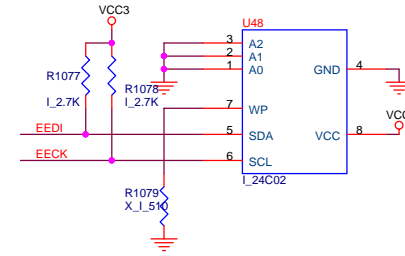 VCC3
U48
3 A2
2 A1
1 A0
GND 4
R1077
R1078
I_2.7K
I_2.7K
7 WP
VCC
EEDI
5 SDA
VCC 8
EECK
6 SCL
I_24C02
R1079
X_I_510